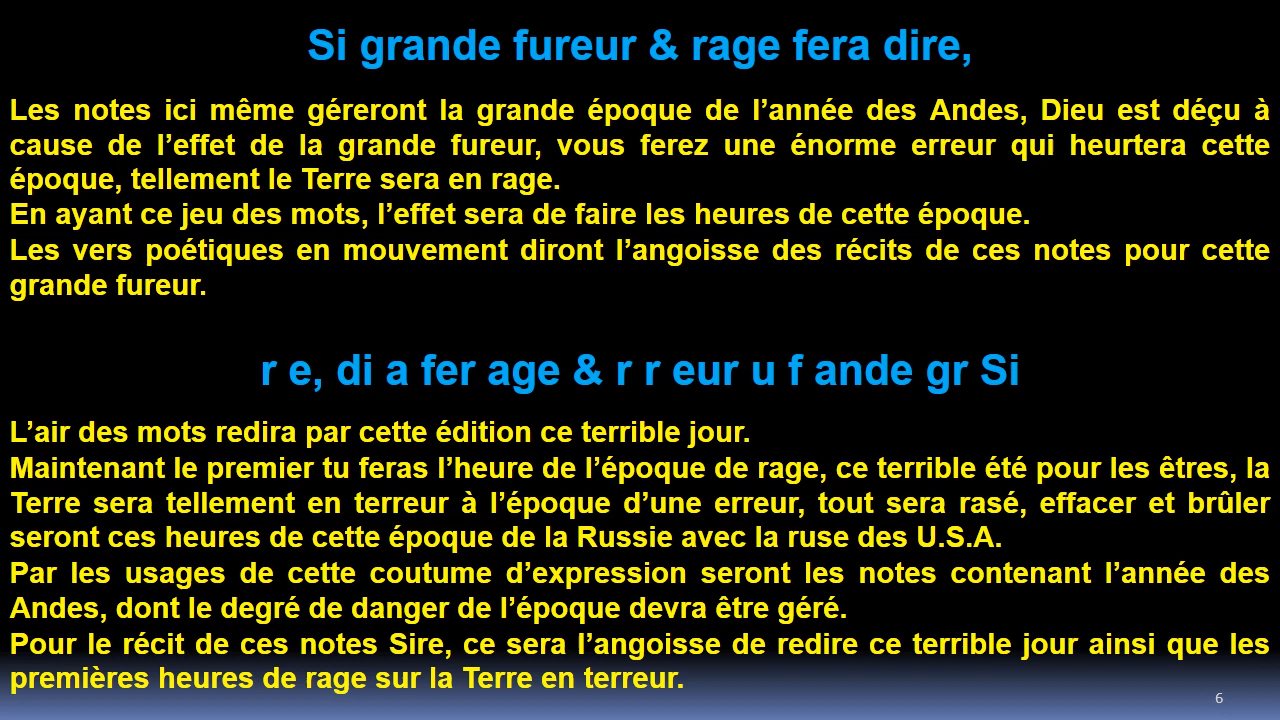 Si grande fureur & rage fera dire,
Les notes ici même géreront la grande époque de l’année des Andes, Dieu est déçu à
cause de l’effet de la grande fureur, vous ferez une énorme erreur qui heurtera cette
époque, tellement le Terre sera en rage.
En ayant ce jeu des mots, l’effet sera de faire les heures de cette époque.
Les vers poétiques en mouvement diront l’angoisse des récits de ces notes pour cette
grande fureur.
r e, di a fer age & r r eur u f ande gr Si
L’air des mots redira par cette édition ce terrible jour.
Maintenant le premier tu feras l’heure de l’époque de rage, ce terrible été pour les êtres, la
Terre sera tellement en terreur à l’époque d’une erreur, tout sera rasé, effacer et brûler
seront ces heures de cette époque de la Russie avec la ruse des U.S.A.
Par les usages de cette coutume d’expression seront les notes contenant l’année des
Andes, dont le degré de danger de l’époque devra être géré.
Pour le récit de ces notes Sire, ce sera l’angoisse de redire ce terrible jour ainsi que les
premières heures de rage sur la Terre en terreur.
6